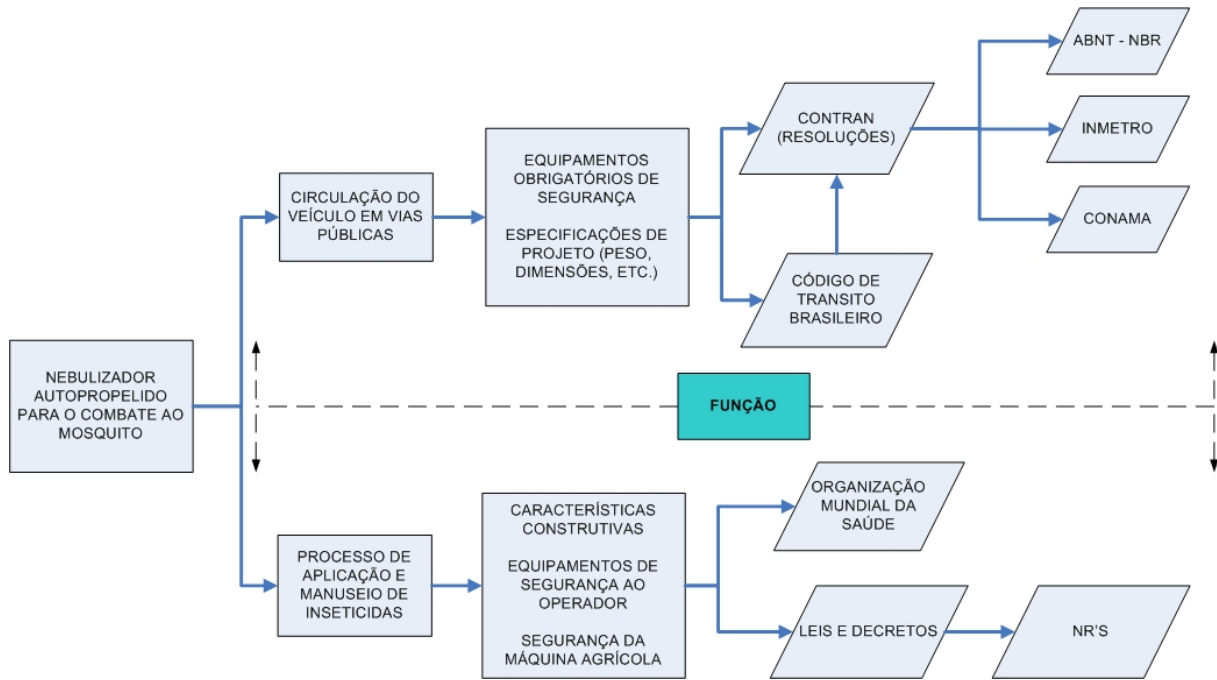 ABNT - NBR
CONTRAN
(RESOLUÇÕES)
INMETRO
EQUIPAMENTOS
OBRIGATÓRIOS DE
SEGURANÇA
ESPECIFICAÇÕES DE
PROJETO (PESO,
DIMENSÕES, ETC.)
CIRCULAÇÃO DO
VEÍCULO EM VIAS
PÚBLICAS
CONAMA
CÓDIGO DE
TRANSITO
BRASILEIRO
NEBULIZADOR
AUTOPROPELIDO
PARA O COMBATE AO
MOSQUITO
FUNÇÃO
ORGANIZAÇÃO
MUNDIAL DA
SAÚDE
CARACTERÍSTICAS
CONSTRUTIVAS
EQUIPAMENTOS DE
SEGURANÇA AO
OPERADOR
SEGURANÇA DA
MÁQUINA AGRÍCOLA
PROCESSO DE
APLICAÇÃO E
MANUSEIO DE
INSETICIDAS
LEIS E DECRETOS
NR'S